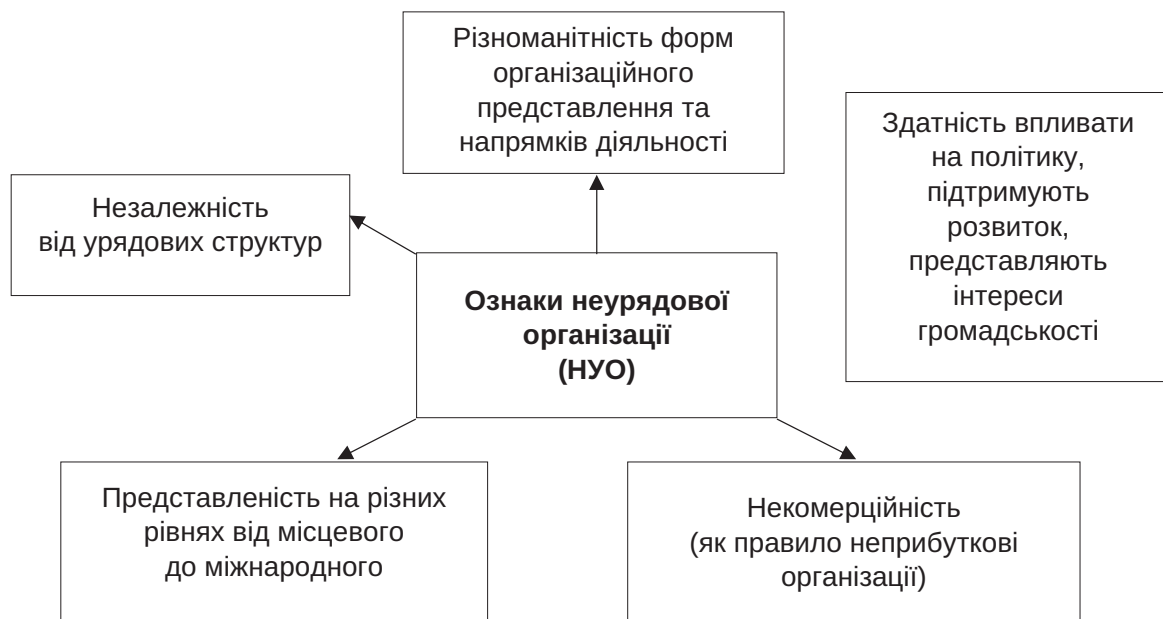 Різноманітність форм
організаційного
представлення та
напрямків діяльності
Здатність впливати
на політику,
підтримують
розвиток,
представляють
інтереси
громадськості
Незалежність
від урядових структур
Ознаки неурядової
організації
(НУО)
Представленість на різних
рівнях від місцевого
до міжнародного
Некомерційність
(як правило неприбуткові
організації)